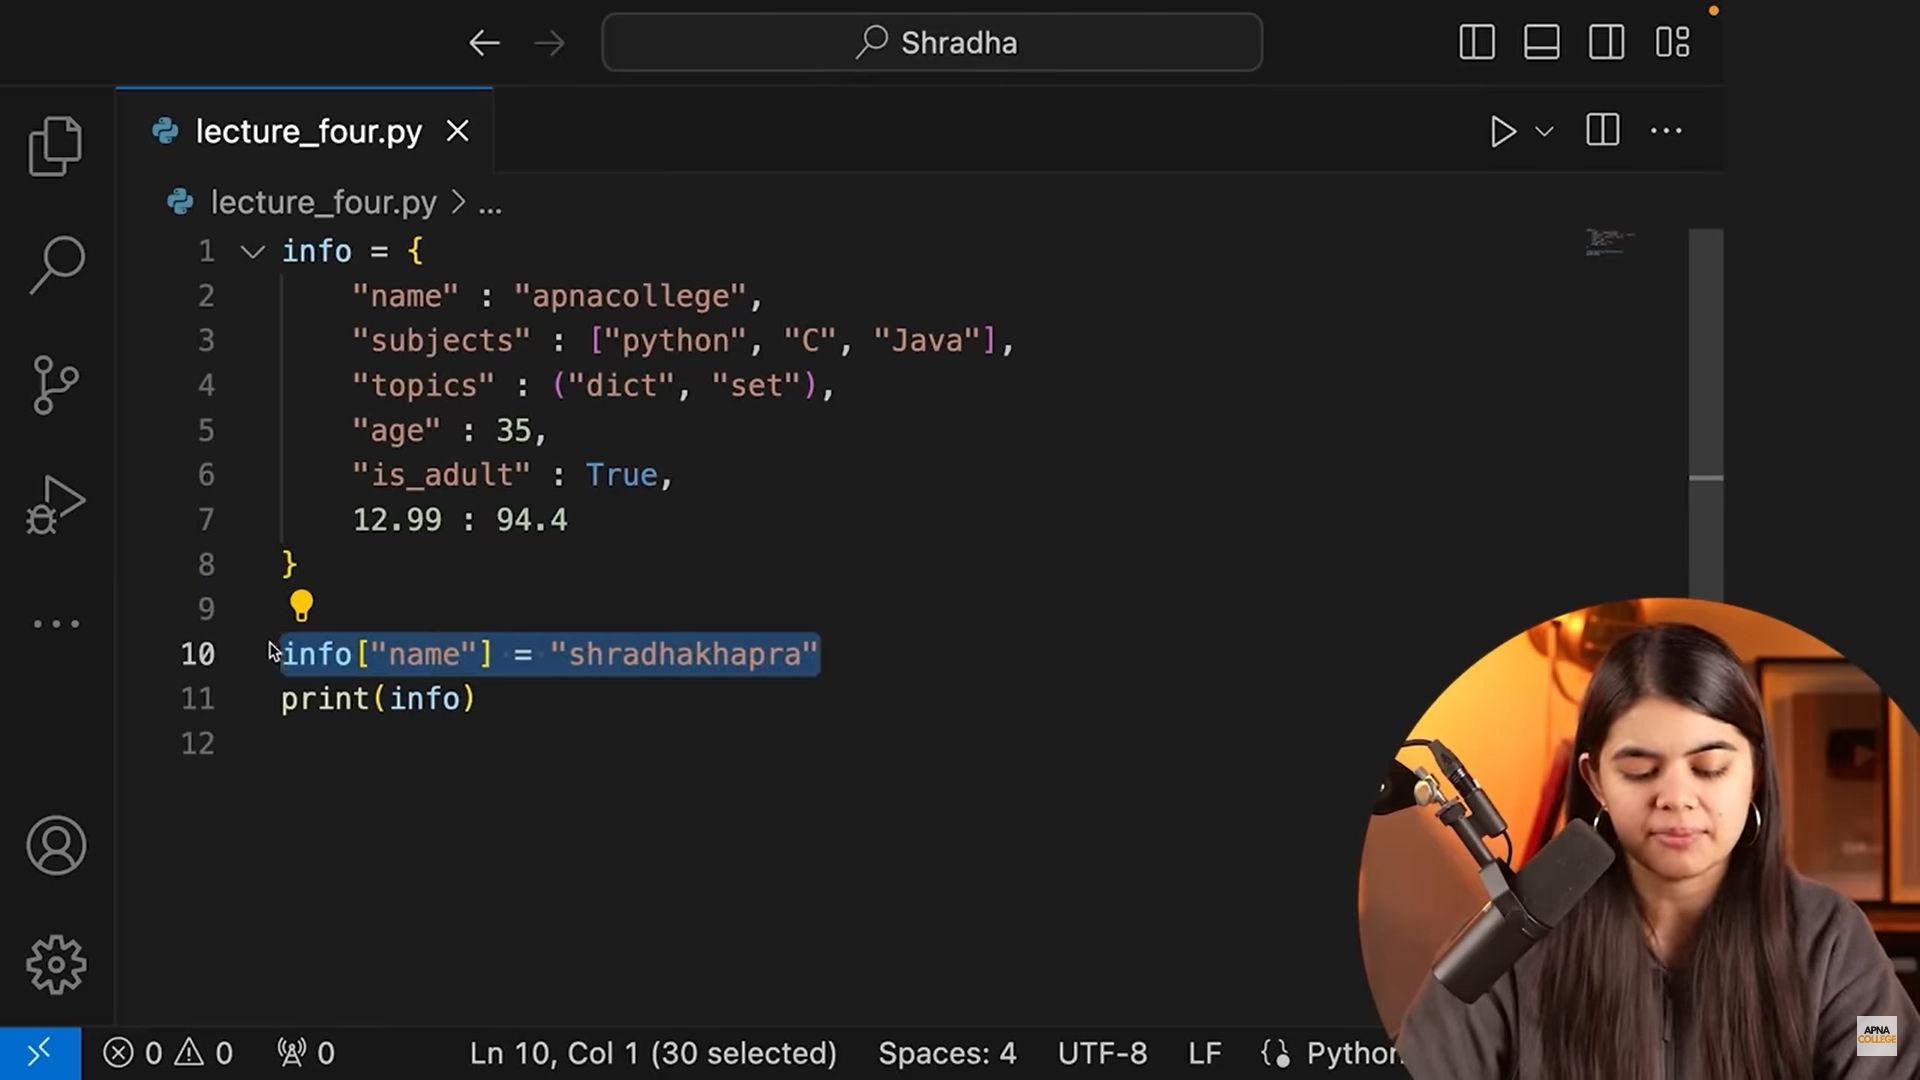 Shradha
lecture_four.py
lecture_four.py > ...
1 info = {
2 "name" : "apnacollege",
3 "subjects" : ["python", "C", "Java"],
4 "topics" : ("dict", "set"),
5 "age" : 35,
6 "is_adult" : True,
7 12.99 : 94.4
8 }
9
10 info["name"] = "shradhakhapra"
11 print(info)
12
0 0 0 Ln 10, Col 1 (30 selected) Spaces: 4 UTF-8 LF Python
APNA
COLLEGE